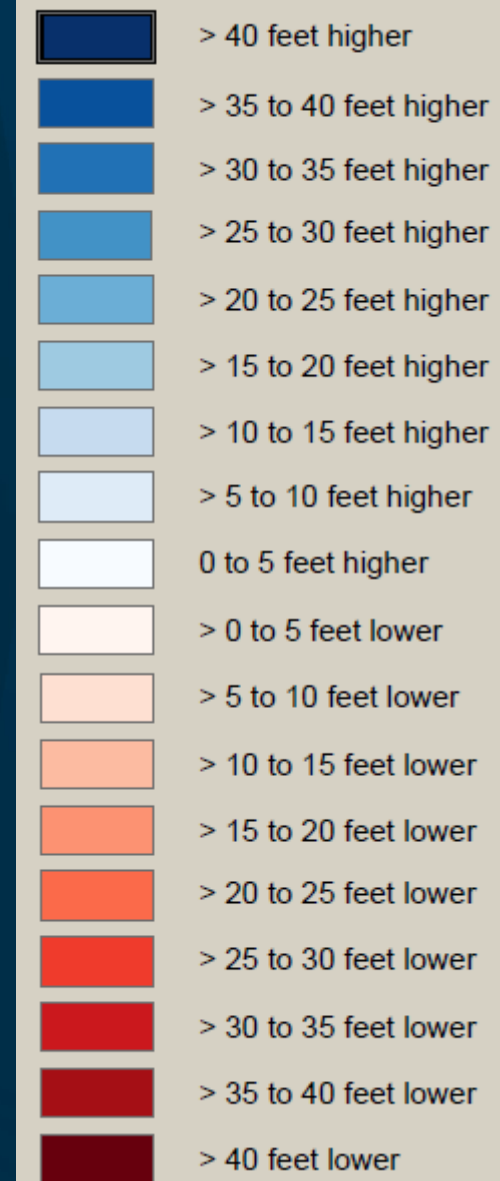 > 40 feet higher
> 35 to 40 feet higher
> 30 to 35 feet higher
> 25 to 30 feet higher
> 20 to 25 feet higher
> 15 to 20 feet higher
> 10 to 15 feet higher
> 5 to 10 feet higher
0 to 5 feet higher
> 0 to 5 feet lower
> 5 to 10 feet lower
> 10 to 15 feet lower
> 15 to 20 feet lower
> 20 to 25 feet lower
> 25 to 30 feet lower
> 30 to 35 feet lower
> 35 to 40 feet lower
> 40 feet lower